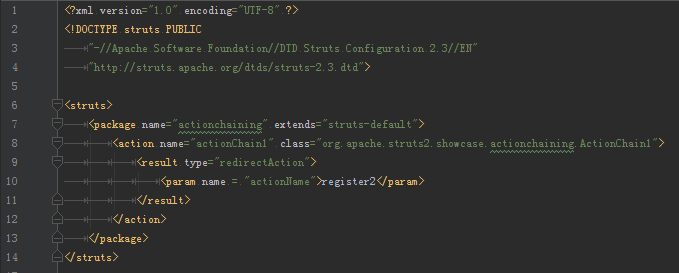 1 <?xml version="1.0" encoding="UTF-8" ?>
2 <!DOCTYPE struts PUBLIC
3 "-//Apache Software Foundation//DTD Struts Configuration 2.3//EN"
4 "http://struts.apache.org/dtds/struts-2.3.dtd">
5
6 <struts>
7 <package name="actionchaining" extends="struts-default">
8 <action name="actionChain1" class="org.apache.struts2.showcase.actionchaining.ActionChain1">
9 <result type="redirectAction">
10 <param name = "actionName">register2</param>
11 </result>
12 </action>
13 </package>
14 </struts>